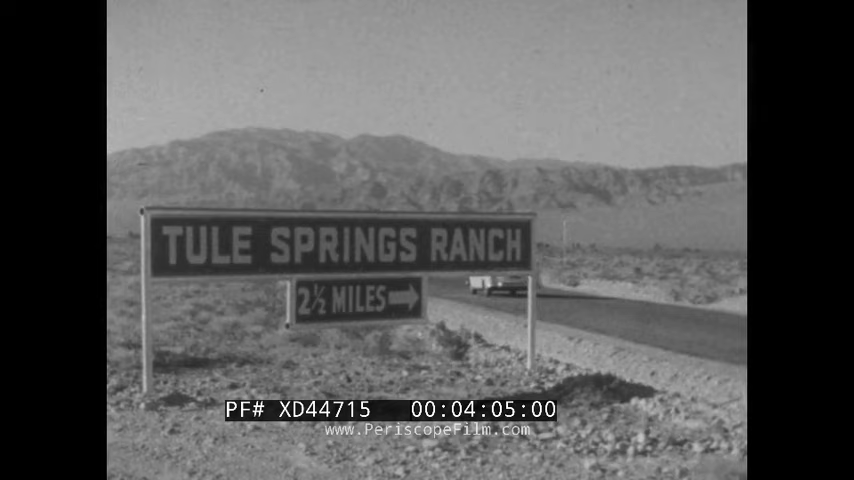 TULE SPRINGS RANCH
2½ MILES →
PF# XD44715 00:04:05:00
www.PeriscopeFilm.com